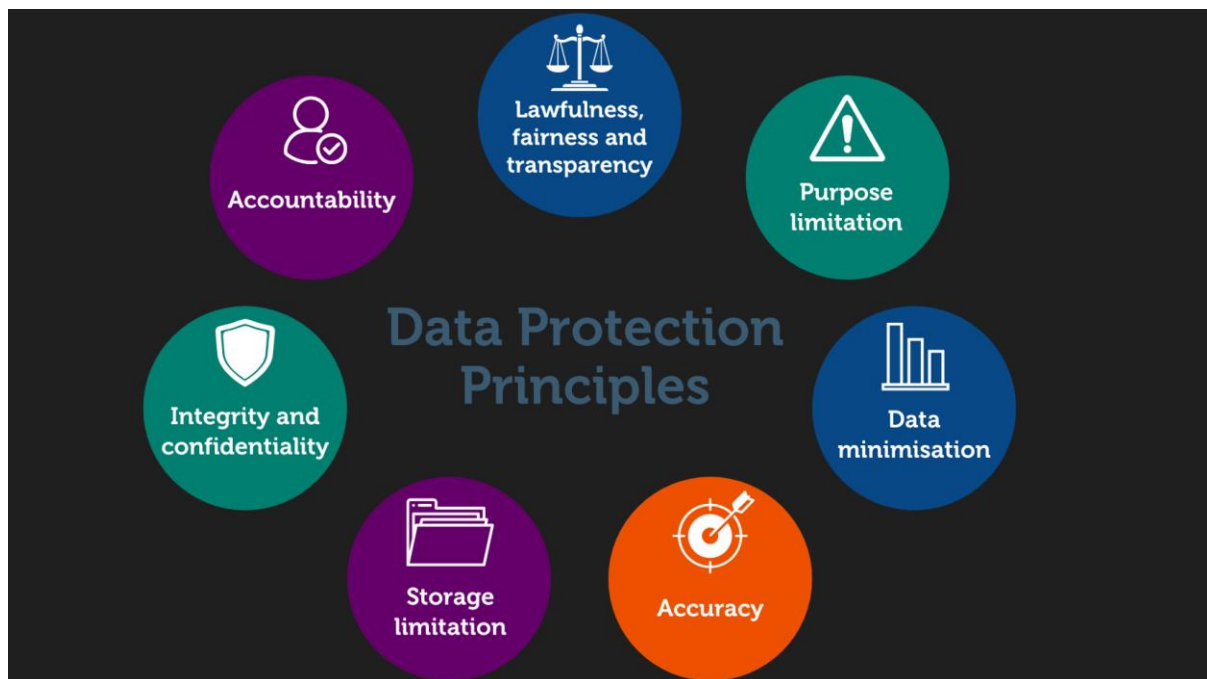 Data Protection
Principles
Lawfulness,
fairness and
transparency
Purpose
limitation
Data
minimisation
Accuracy
Storage
limitation
Integrity and
confidentiality
Accountability